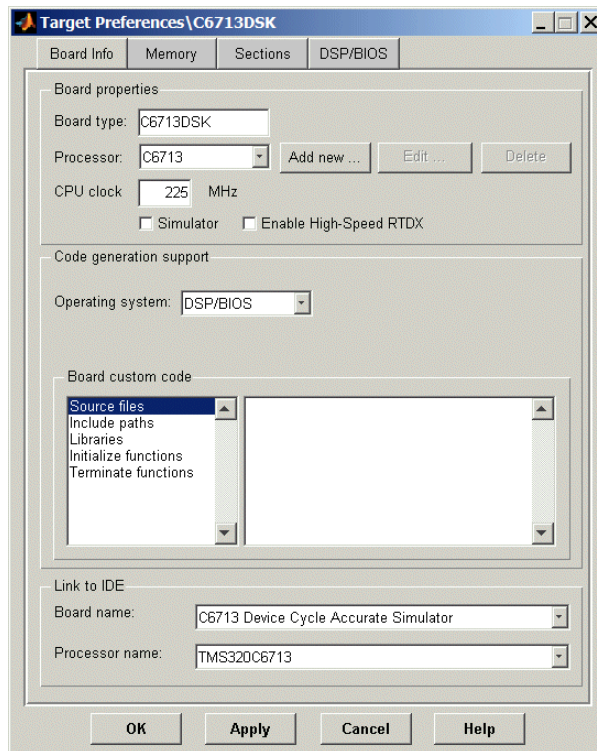 Target Preferences\C6713DSK
Board Info Memory Sections DSP/BIOS
Board properties
Board type: C6713DSK
Processor: C6713 Add new ... Edit ... Delete
CPU clock 225 MHz
Simulator Enable High-Speed RTDX
Code generation support
Operating system: DSP/BIOS
Board custom code
Source files
Include paths
Libraries
Initialize functions
Terminate functions
Link to IDE
Board name: C6713 Device Cycle Accurate Simulator
Processor name: TMS320C6713
OK Apply Cancel Help